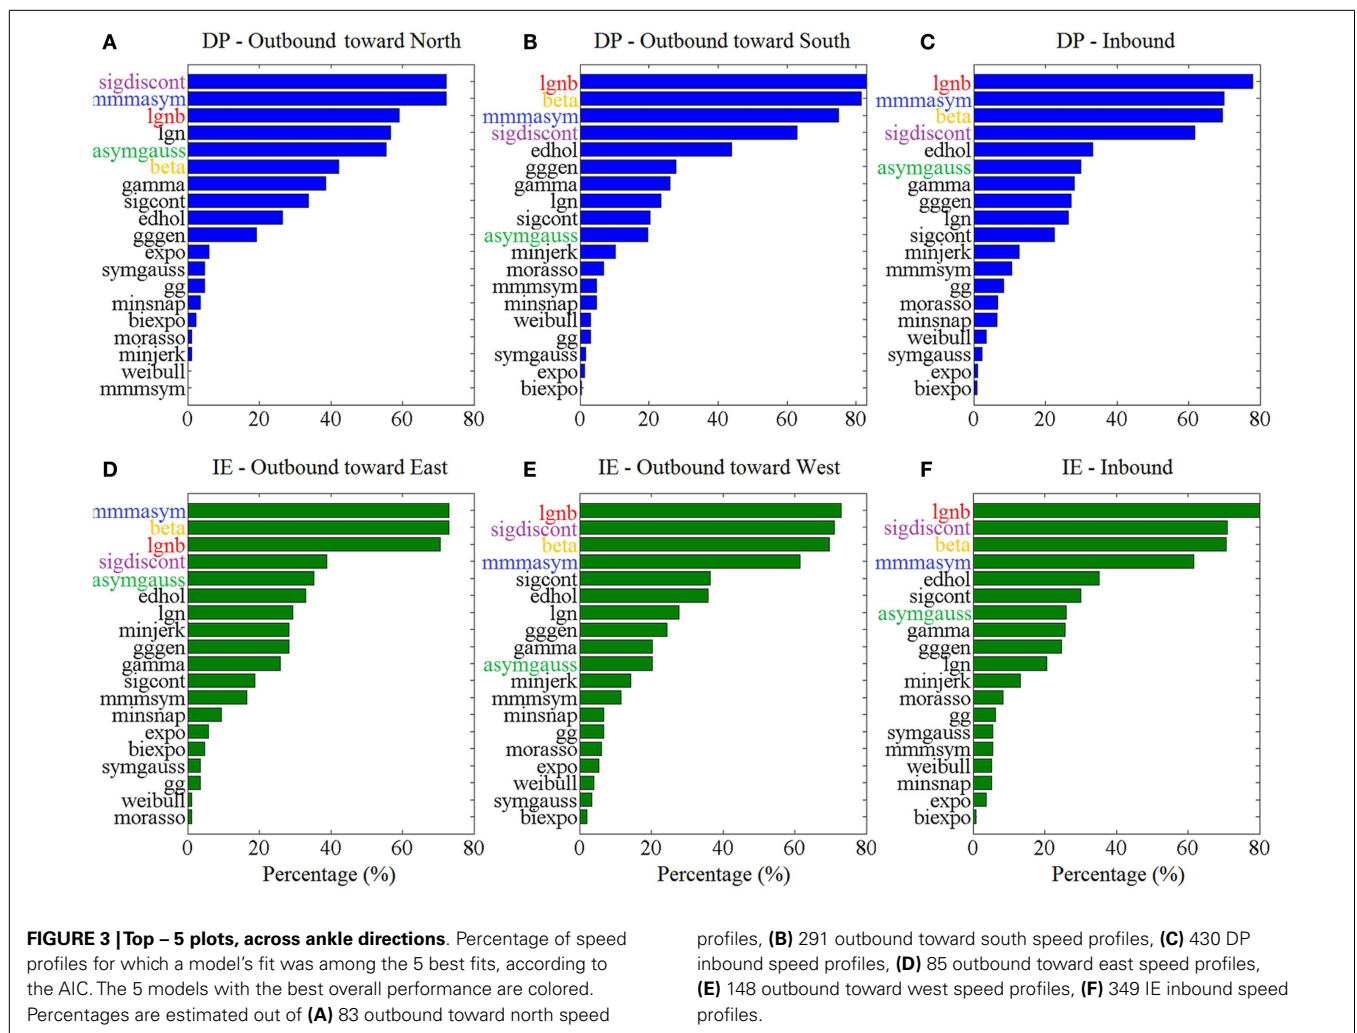 A
DP - Outbound toward North
sigdiscont
mmmasym
lgnb
lgn
asymgauss
beta
gamma
sigcont
edhol
gggen
expo
symgauss
gg
minsnap
biexpo
morasso
minjerk
weibull
mmmsym
0 20 40 60 80
B
DP - Outbound toward South
lgnb
beta
mmmasym
sigdiscont
edhol
gggen
gamma
lgn
sigcont
asymgauss
minjerk
morasso
mmmsym
minsnap
weibull
gg
symgauss
expo
biexpo
0 20 40 60 80
C
DP - Inbound
lgnb
mmmasym
beta
sigdiscont
edhol
asymgauss
gamma
gggen
lgn
sigcont
minjerk
mmmsym
gg
morasso
minsnap
weibull
symgauss
expo
biexpo
0 20 40 60 80
D
IE - Outbound toward East
mmmasym
beta
lgnb
sigdiscont
asymgauss
edhol
lgn
minjerk
gggen
gamma
sigcont
mmmsym
minsnap
expo
biexpo
symgauss
gg
weibull
morasso
0 20 40 60 80
Percentage (%)
E
IE - Outbound toward West
lgnb
sigdiscont
beta
mmmasym
sigcont
edhol
lgn
gggen
gamma
asymgauss
minjerk
mmmsym
minsnap
gg
morasso
expo
weibull
symgauss
biexpo
0 20 40 60 80
Percentage (%)
F
IE - Inbound
lgnb
sigdiscont
beta
mmmasym
edhol
sigcont
asymgauss
gamma
gggen
lgn
minjerk
morasso
gg
symgauss
mmmsym
weibull
minsnap
expo
biexpo
0 20 40 60 80
Percentage (%)
FIGURE 3 | Top – 5 plots, across ankle directions. Percentage of speed
profiles for which a model's fit was among the 5 best fits, according to
the AIC. The 5 models with the best overall performance are colored.
Percentages are estimated out of (A) 83 outbound toward north speed
profiles, (B) 291 outbound toward south speed profiles, (C) 430 DP
inbound speed profiles, (D) 85 outbound toward east speed profiles,
(E) 148 outbound toward west speed profiles, (F) 349 IE inbound speed
profiles.